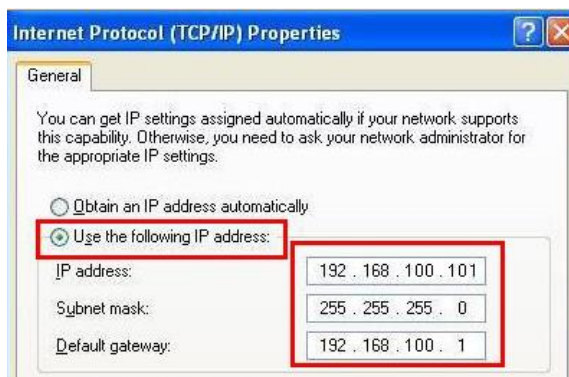 Internet Protocol (TCP/IP) Properties
General
You can get IP settings assigned automatically if your network supports
this capability. Otherwise, you need to ask your network administrator for
the appropriate IP settings.
Obtain an IP address automatically
Use the following IP address:
IP address: 192 . 168 . 100 . 101
Subnet mask: 255 . 255 . 255 . 0
Default gateway: 192 . 168 . 100 . 1